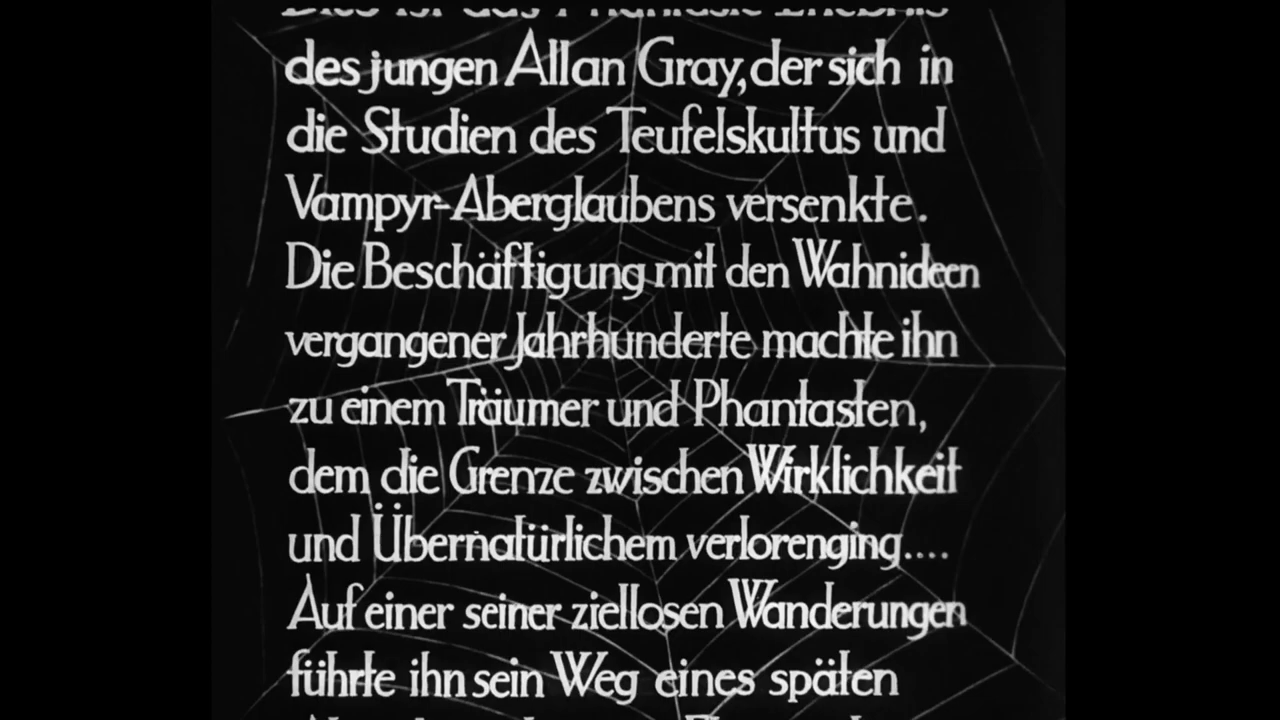 des jungen Allan Gray, der sich in
die Studien des Teufelskultus und
Vampyr-Aberglaubens versenkte.
Die Beschäftigung mit den Wahnideen
vergangener Jahrhunderte machte ihn
zu einem Träumer und Phantasten,
dem die Grenze zwischen Wirklichkeit
und Übernatürlichem verlorenging....
Auf einer seiner ziellosen Wanderungen
führte ihn sein Weg eines späten